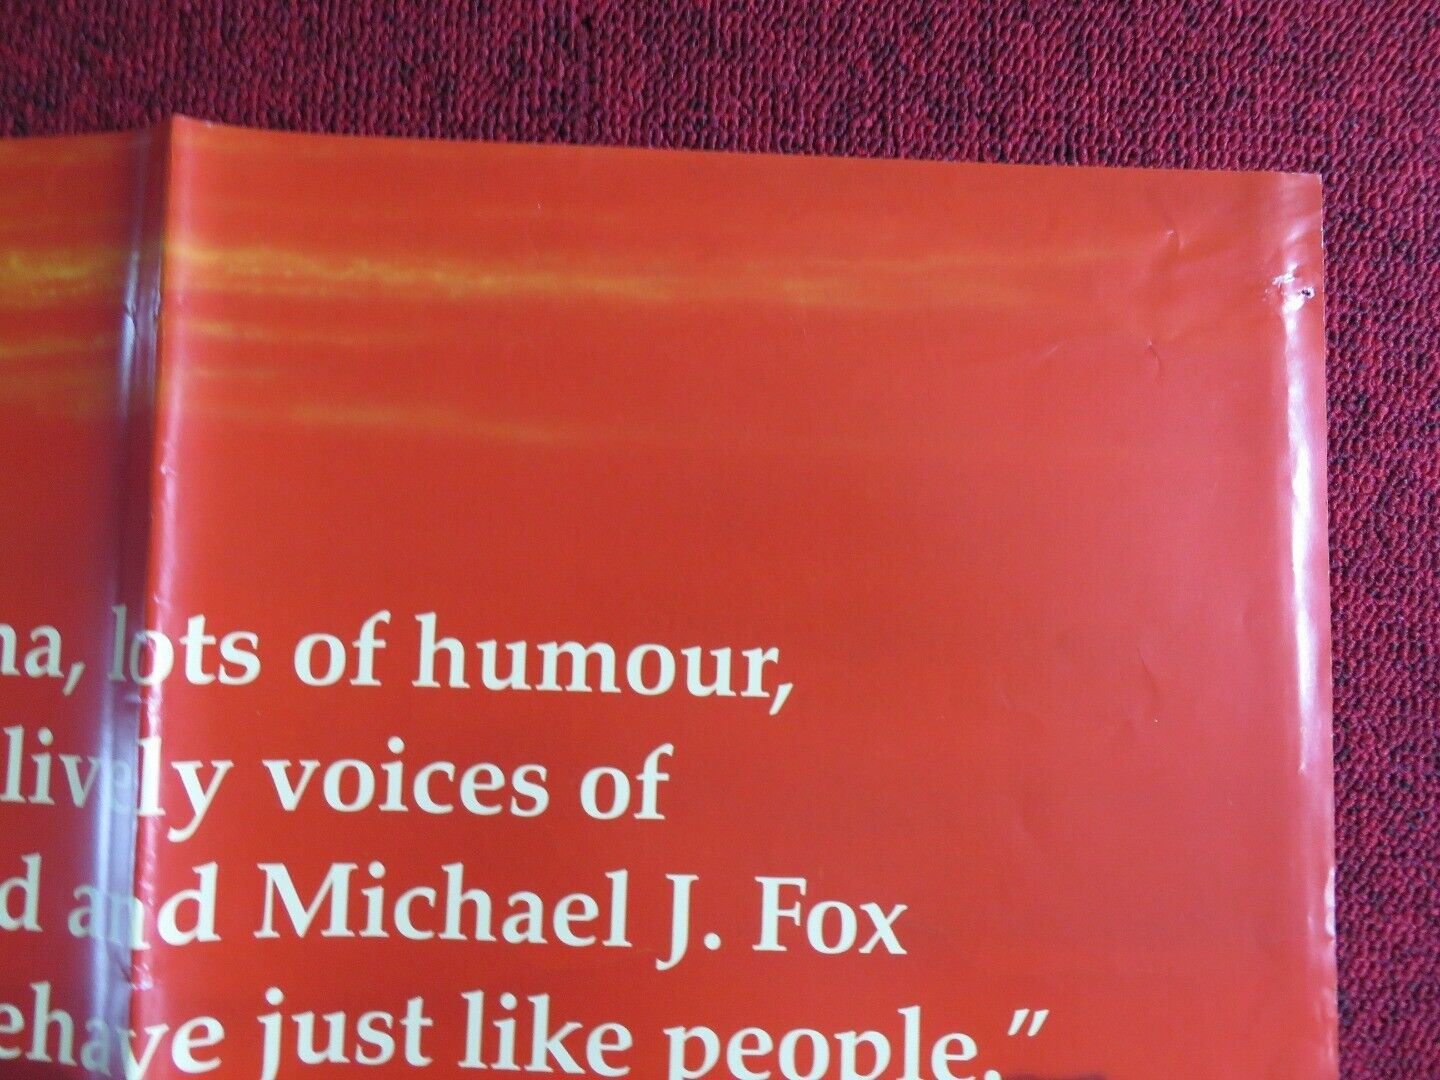 na, lots of humour,
lively voices of
d and Michael J. Fox
ehave just like people.”